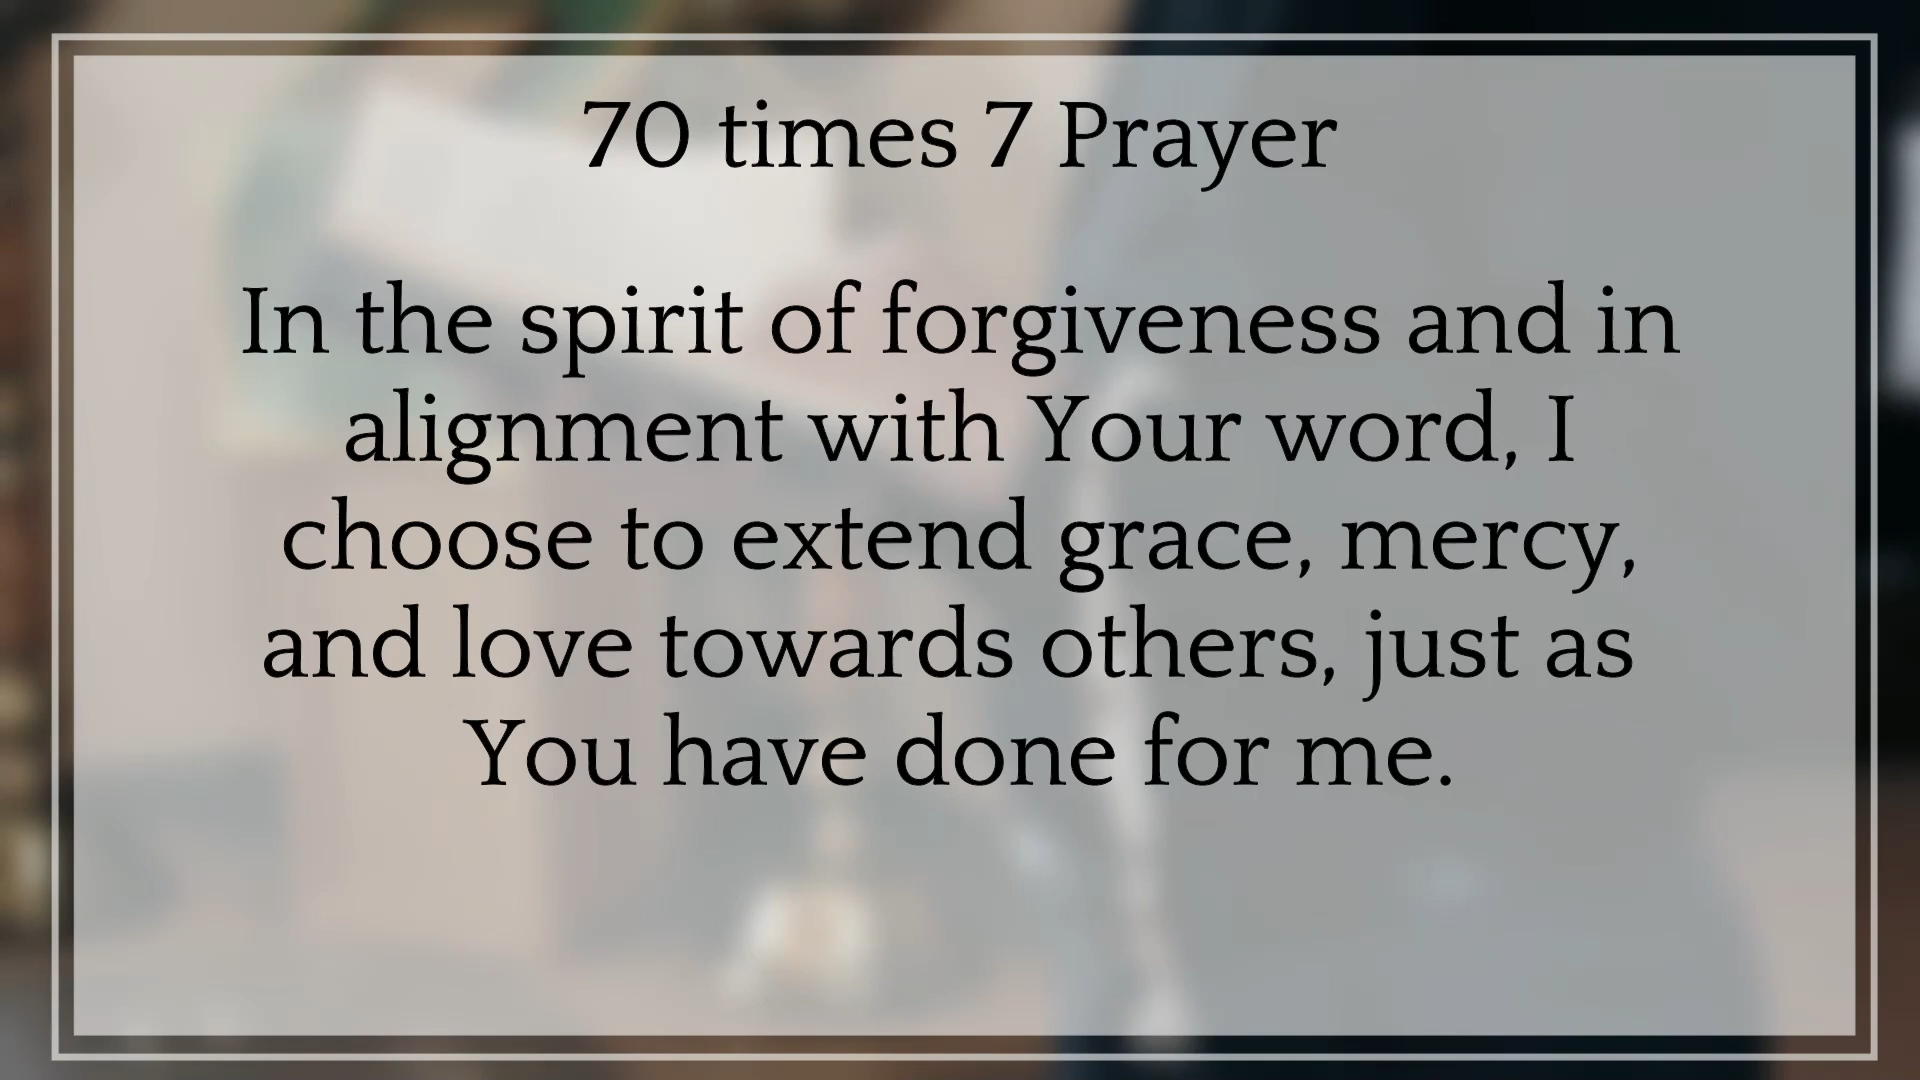 70 times 7 Prayer
In the spirit of forgiveness and in
alignment with Your word, I
choose to extend grace, mercy,
and love towards others, just as
You have done for me.